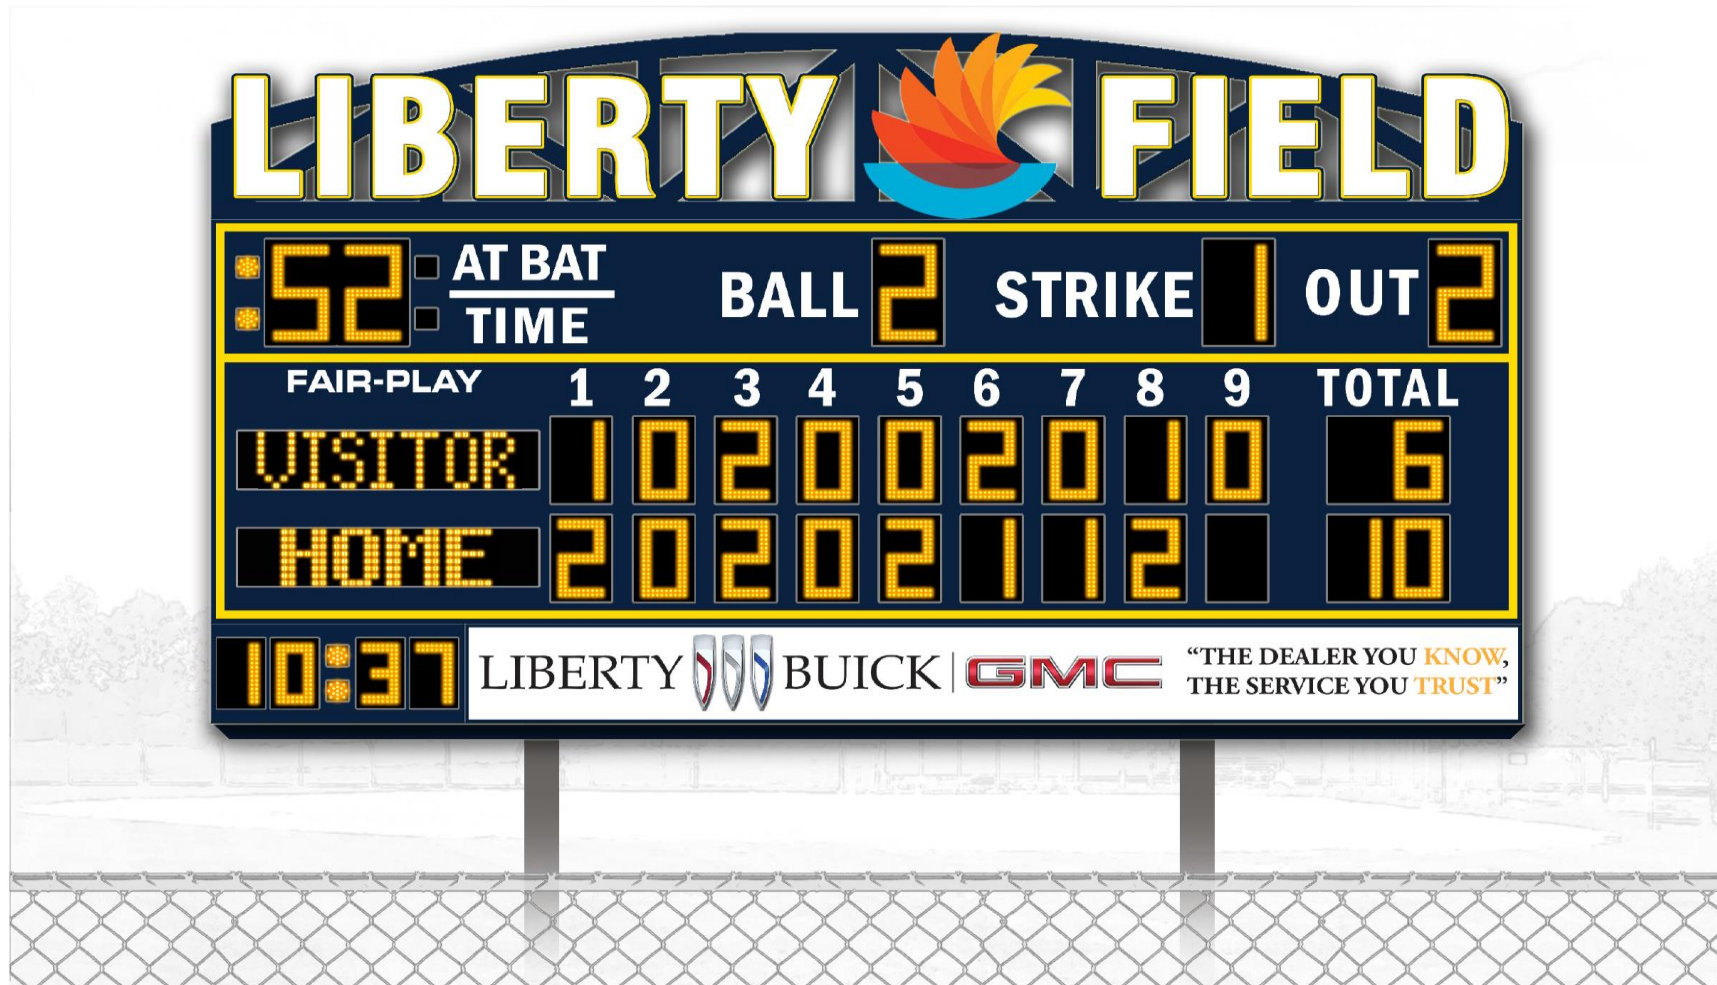 LIBERTY FIELD
:52 AT BAT BALL 2 STRIKE 1 OUT 2
TIME
FAIR-PLAY 1 2 3 4 5 6 7 8 9 TOTAL
VISITOR 1 0 2 0 0 2 0 1 0 6
HOME 2 0 2 0 2 1 1 2 10
10:37 LIBERTY BUICK | GMC
“THE DEALER YOU KNOW,
THE SERVICE YOU TRUST”